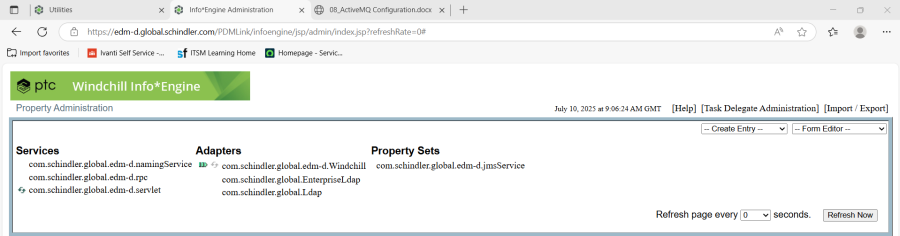 Utilities
Info*Engine Administration
08_ActiveMQ Configuration.docx
https://edm-d.global.schindler.com/PDMLink/infoengine/jsp/admin/index.jsp?refreshRate=0#
Import favorites
Ivanti Self Service -...
ITSM Learning Home
Homepage - Servic...
ptc Windchill Info*Engine
Property Administration
July 10, 2025 at 9:06:24 AM GMT [Help] [Task Delegate Administration] [Import / Export]
-- Create Entry -- -- Form Editor --
Services Adapters Property Sets
com.schindler.global.edm-d.namingService com.schindler.global.edm-d.Windchill com.schindler.global.edm-d.jmsService
com.schindler.global.edm-d.rpc com.schindler.global.EnterpriseLdap
com.schindler.global.edm-d.servlet com.schindler.global.Ldap
Refresh page every 0 seconds. Refresh Now